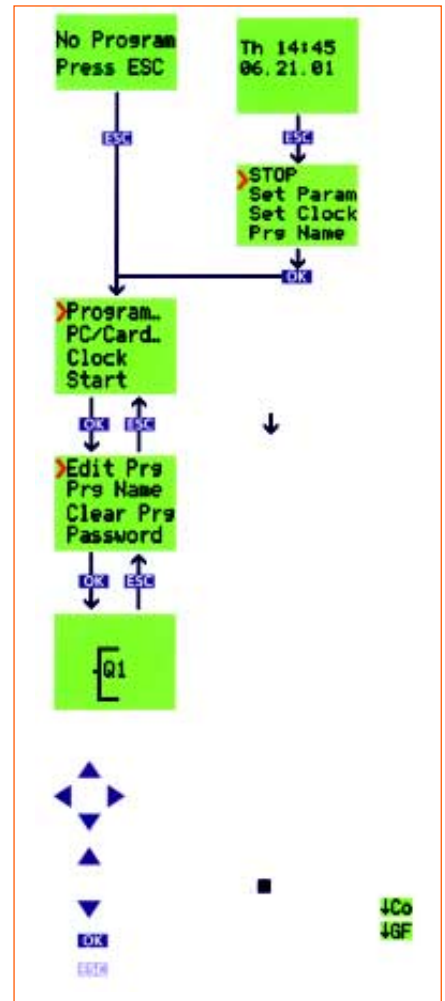 No Program
Press ESC
Th 14:45
06.21.01
ESC
ESC
>STOP
Set Param
Set Clock
Prg Name
OK
>Program..
PC/Card..
Clock
Start
OK ESC
>Edit Prg
Prg Name
Clear Prg
Password
OK ESC
Q1
↓Co
↓GF
OK
ESC